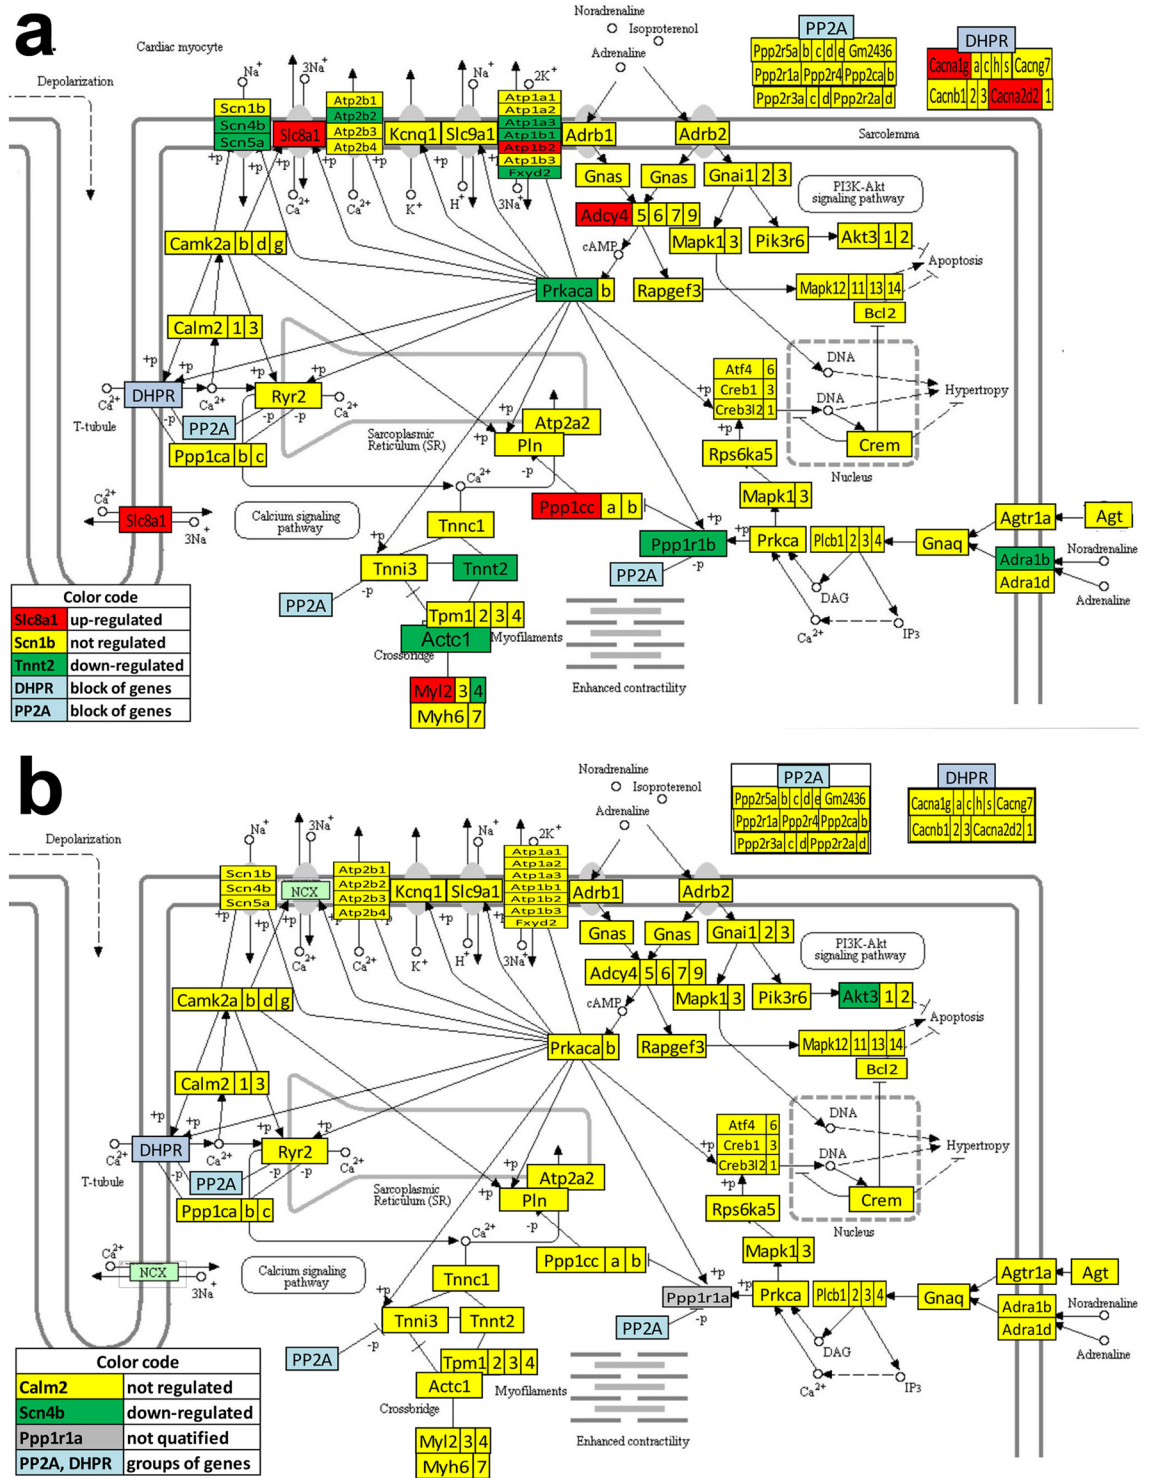 a
Cardiac myocyte
Depolarization
Noradrenaline
Isoproterenol
Adrenaline
PP2A
Ppp2r5a b c d e Gm2436
Ppp2r1a Ppp2r4 Ppp2ca b
Ppp2r3a c d Ppp2r2a d
DHPR
Cacna1g a c h s Cacng7
Cacnb1 2 3 Cacna2d2 1
Na+
3Na+
Na+
2K+
Scn1b
Scn4b
Scn5a
Slc8a1
Atp2b1
Atp2b2
Atp2b3
Atp2b4
Kcnq1
Slc9a1
Atp1a1
Atp1a2
Atp1a3
Atp1b1
Atp1b2
Atp1b3
Fxyd2
Adrb1
Adrb2
Sarcolemma
+p
+p
+p
+p
+p
+p
Ca2+
Ca2+
K+
H+
3Na+
Gnas
Gnas
Gnai1 2 3
PI3K-Akt
signaling pathway
Adcy4 5 6 7 9
Mapk1 3
Pik3r6
Akt3 1 2
Camk2a b d g
cAMP
Apoptosis
Prkaca b
Rapgef3
Mapk12 11 13 14
Bcl2
Calm2 1 3
+p
+p
+p
+p
DNA
Atf4 6
Creb1 3
Creb3l2 1
+p
Hypertropy
DNA
Ca2+
DHPR
Ca2+
Ryr2
Ca2+
-p
PP2A
-p
-p
T-tubule
Ppp1ca b c
Sarcoplasmic
Reticulum (SR)
+p
+p
Atp2a2
Pln
-p
+p
Rps6ka5
Crem
Nucleus
Ca2+
Slc8a1
3Na+
Calcium signaling
pathway
Ca2+
Ppp1cc a b
Mapk1 3
Tnnc1
+p
+p
Ppp1r1b
+p
Prkca
Plcb1 2 3 4
Gnaq
Agtr1a
Agt
Adra1b
Adra1d
Noradrenaline
Adrenaline
Tnni3
Tnnt2
PP2A
-p
PP2A
-p
DAG
Ca2+
IP3
Tpm1 2 3 4
Actc1
Myofilaments
Crossbridge
Myl2 3 4
Myh6 7
Enhanced contractility
Color code
Slc8a1 up-regulated
Scn1b not regulated
Tnnt2 down-regulated
DHPR block of genes
PP2A block of genes
b
Depolarization
Noradrenaline
Isoproterenol
Adrenaline
PP2A
Ppp2r5a b c d e Gm2436
Ppp2r1a Ppp2r4 Ppp2ca b
Ppp2r3a c d Ppp2r2a d
DHPR
Cacna1g a c h s Cacng7
Cacnb1 2 3 Cacna2d2 1
Na+
3Na+
Na+
2K+
Scn1b
Scn4b
Scn5a
NCX
Atp2b1
Atp2b2
Atp2b3
Atp2b4
Kcnq1
Slc9a1
Atp1a1
Atp1a2
Atp1a3
Atp1b1
Atp1b2
Atp1b3
Fxyd2
Adrb1
Adrb2
+p
+p
+p
+p
+p
+p
Ca2+
Ca2+
K+
H+
3Na+
Gnas
Gnas
Gnai1 2 3
PI3K-Akt
signaling pathway
Adcy4 5 6 7 9
Mapk1 3
Pik3r6
Akt3 1 2
Camk2a b d g
cAMP
Apoptosis
Prkaca b
Rapgef3
Mapk12 11 13 14
Bcl2
Calm2 1 3
+p
+p
+p
+p
DNA
Atf4 6
Creb1 3
Creb3l2 1
+p
Hypertropy
DNA
Ca2+
DHPR
Ca2+
Ryr2
Ca2+
-p
PP2A
-p
-p
T-tubule
Ppp1ca b c
Sarcoplasmic
Reticulum (SR)
+p
+p
Atp2a2
Pln
-p
+p
Rps6ka5
Crem
Nucleus
Ca2+
NCX
3Na+
Calcium signaling
pathway
Ca2+
Ppp1cc a b
Mapk1 3
Tnnc1
+p
+p
Ppp1r1a
+p
Prkca
Plcb1 2 3 4
Gnaq
Agtr1a
Agt
Adra1b
Adra1d
Noradrenaline
Adrenaline
Tnni3
Tnnt2
PP2A
-p
PP2A
-p
DAG
Ca2+
IP3
Tpm1 2 3 4
Actc1
Myofilaments
Crossbridge
Myl2 3 4
Myh6 7
Enhanced contractility
Color code
Calm2 not regulated
Scn4b down-regulated
Ppp1r1a not quatified
PP2A, DHPR groups of genes